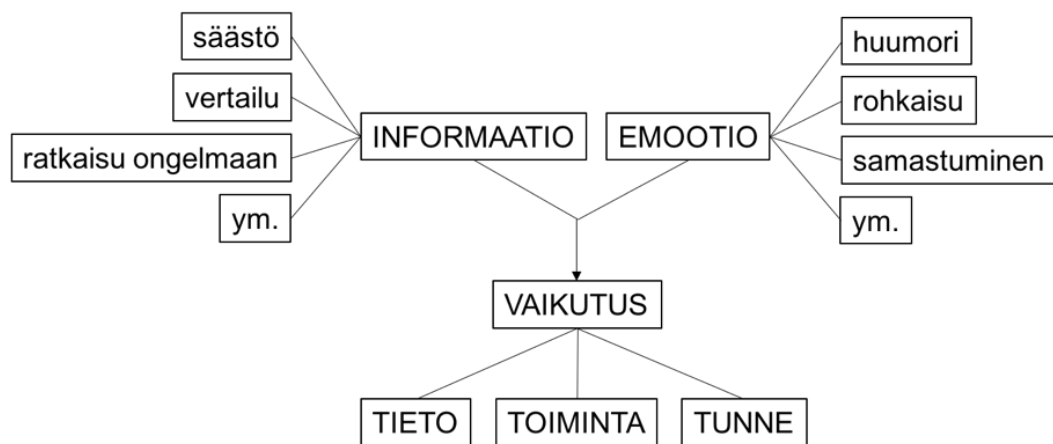 säästö
vertailu
ratkaisu ongelmaan
ym.
INFORMAATIO
EMOOTIO
huumori
rohkaisu
samastuminen
ym.
VAIKUTUS
TIETO
TOIMINTA
TUNNE